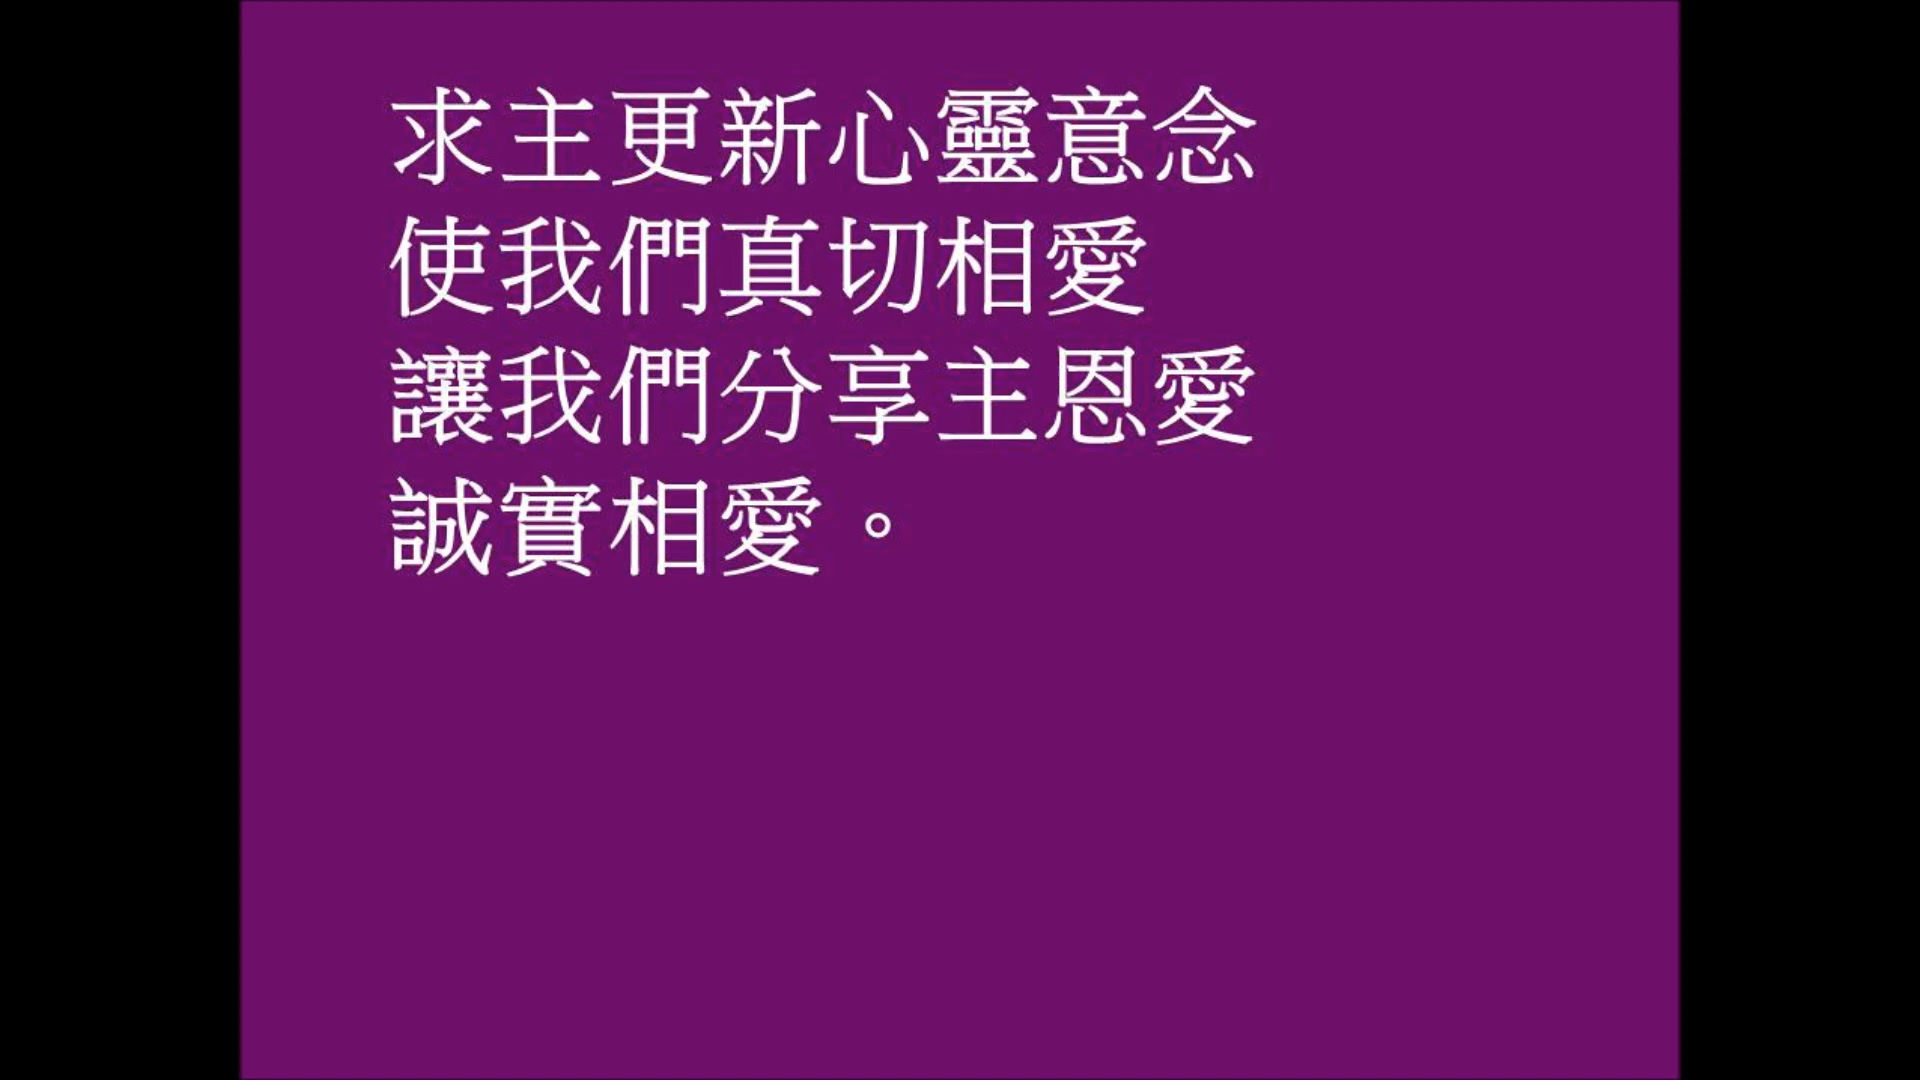 求主更新心靈意念
使我們真切相愛
讓我們分享主恩愛
誠實相愛。